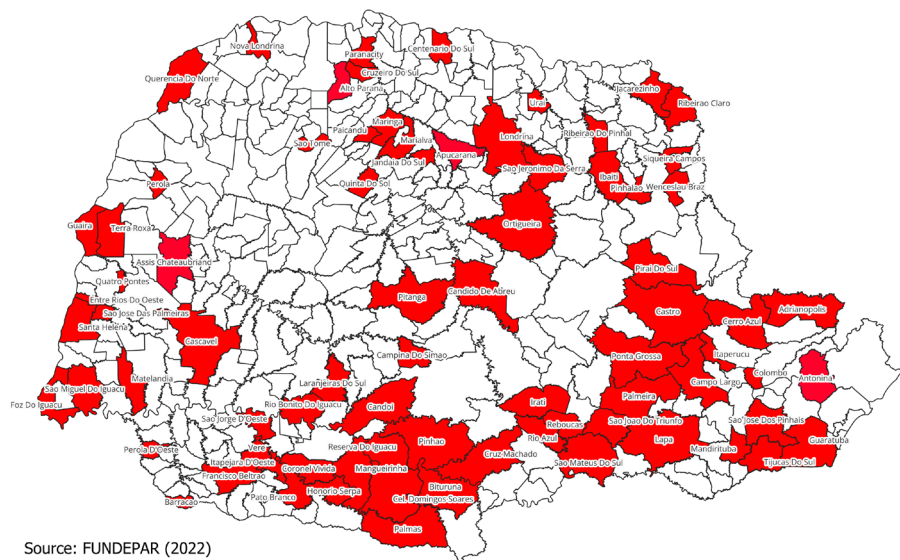 Nova Londrina
Paranacity
Centenario Do Sul
Querencia Do Norte
Cruzeiro Do Sul
Alto Parana
Jacarezinho
Urai
Ribeirao Claro
Maringa
Paicandu
Marialva
Londrina
Ribeirao Do Pinhal
Sao Tome
Jandaia Do Sul
Apucarana
Siqueira Campos
Sao Jeronimo Da Serra
Ibaiti
Perola
Quinta Do Sol
Pinhalao
Wenceslau Braz
Guaira
Terra Roxa
Ortigueira
Assis Chateaubriand
Pirai Do Sul
Quatro Pontes
Candido De Abreu
Pitanga
Entre Rios Do Oeste
Sao Jose Das Palmeiras
Castro
Adrianopolis
Santa Helena
Cerro Azul
Cascavel
Campina Do Simao
Ponta Grossa
Itaperucu
Matelandia
Colombo
Sao Miguel Do Iguacu
Laranjeiras Do Sul
Campo Largo
Antonina
Foz Do Iguacu
Rio Bonito Do Iguacu
Candoi
Irati
Palmeira
Sao Jorge D'Oeste
Reboucas
Sao Joao Do Triunfo
Sao José Dos Pinhais
Vere
Reserva Do Iguacu
Pinhao
Rio Azul
Lapa
Mandirituba
Guaratuba
Perola D'Oeste
Itapejara D'Oeste
Cruz Machado
Sao Mateus Do Sul
Tijucas Do Sul
Coronel Vivida
Mangueirinha
Francisco Beltrao
Bituruna
Honorio Serpa
Pato Branco
Cel. Domingos Soares
Barracao
Palmas
Source: FUNDEPAR (2022)